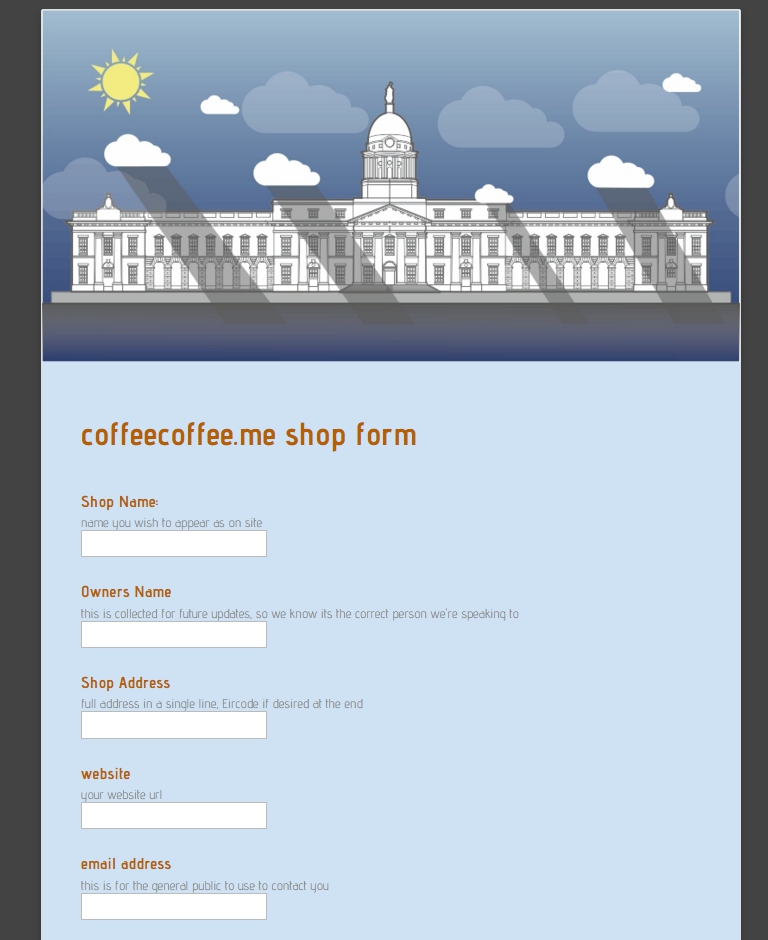 coffeecoffee.me shop form
Shop Name:
name you wish to appear as on site
Owners Name
this is collected for future updates, so we know its the correct person we're speaking to
Shop Address
full address in a single line, Eircode if desired at the end
website
your website url
email address
this is for the general public to use to contact you